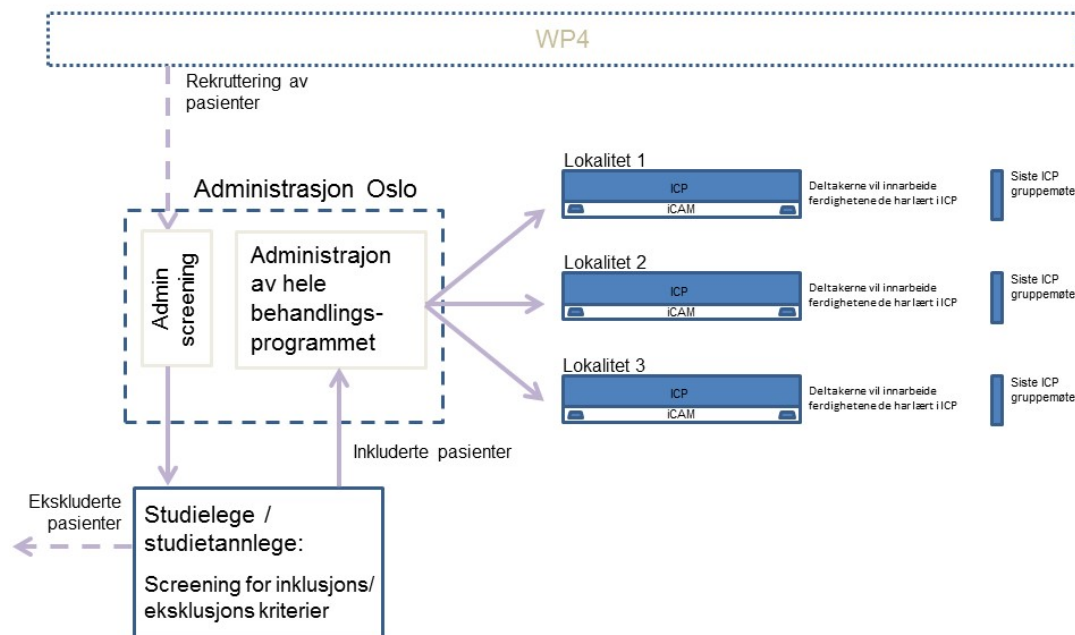 WP4
Rekruttering av
pasienter
Administrasjon Oslo
Admin
screening
Administrajon
av hele
behandlings-
programmet
Lokalitet 1
ICP
iCAM
Deltakerne vil innarbeide
ferdighetene de har lært i ICP
Siste ICP
gruppemøte
Lokalitet 2
ICP
iCAM
Deltakerne vil innarbeide
ferdighetene de har lært i ICP
Siste ICP
gruppemøte
Lokalitet 3
ICP
iCAM
Deltakerne vil innarbeide
ferdighetene de har lært i ICP
Siste ICP
gruppemøte
Inkluderte pasienter
Ekskluderte
pasienter
Studielege /
studietannlege:
Screening for inklusjons/
eksklusjons kriterier